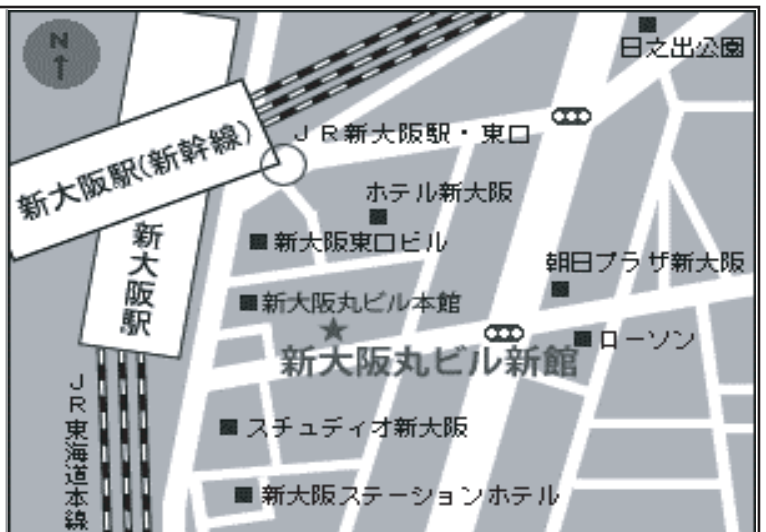 N
日之出公園
JR新大阪駅・東口
新大阪駅(新幹線)
ホテル新大阪
新大阪駅
新大阪東口ビル
朝日プラザ新大阪
新大阪丸ビル本館
ローソン
新大阪丸ビル新館
JR東海道本線
スチュディオ新大阪
新大阪ステーションホテル